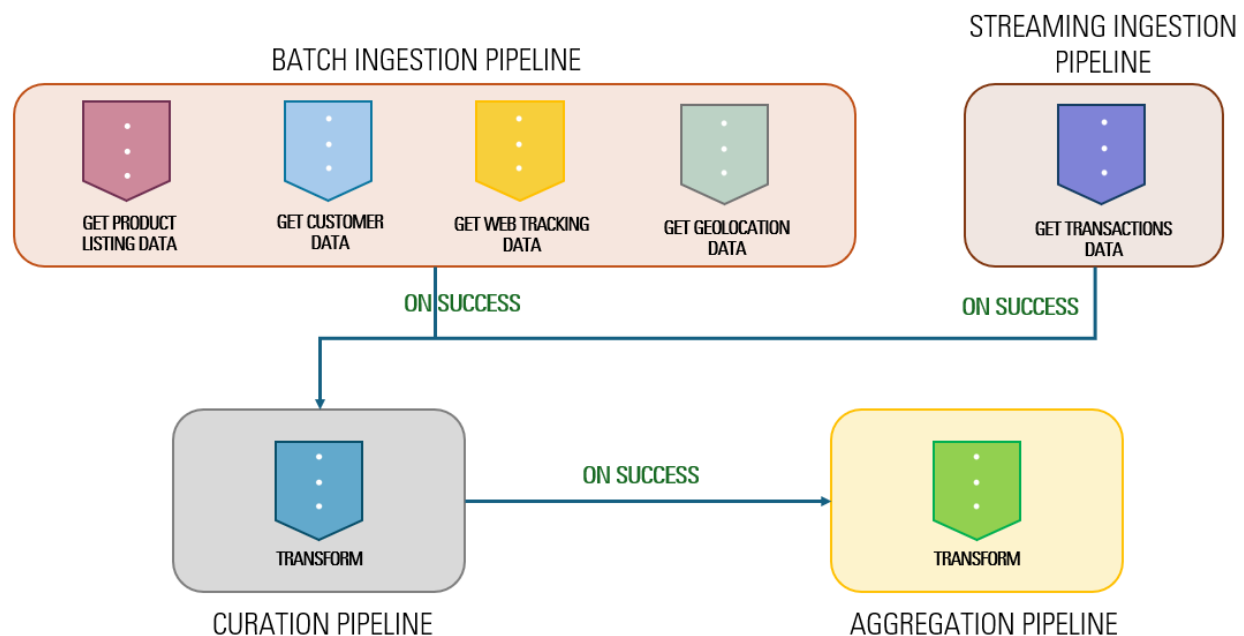 BATCH INGESTION PIPELINE
STREAMING INGESTION
PIPELINE
GET PRODUCT
LISTING DATA
GET CUSTOMER
DATA
GET WEB TRACKING
DATA
GET GEOLOCATION
DATA
GET TRANSACTIONS
DATA
ON SUCCESS
ON SUCCESS
TRANSFORM
ON SUCCESS
TRANSFORM
CURATION PIPELINE
AGGREGATION PIPELINE